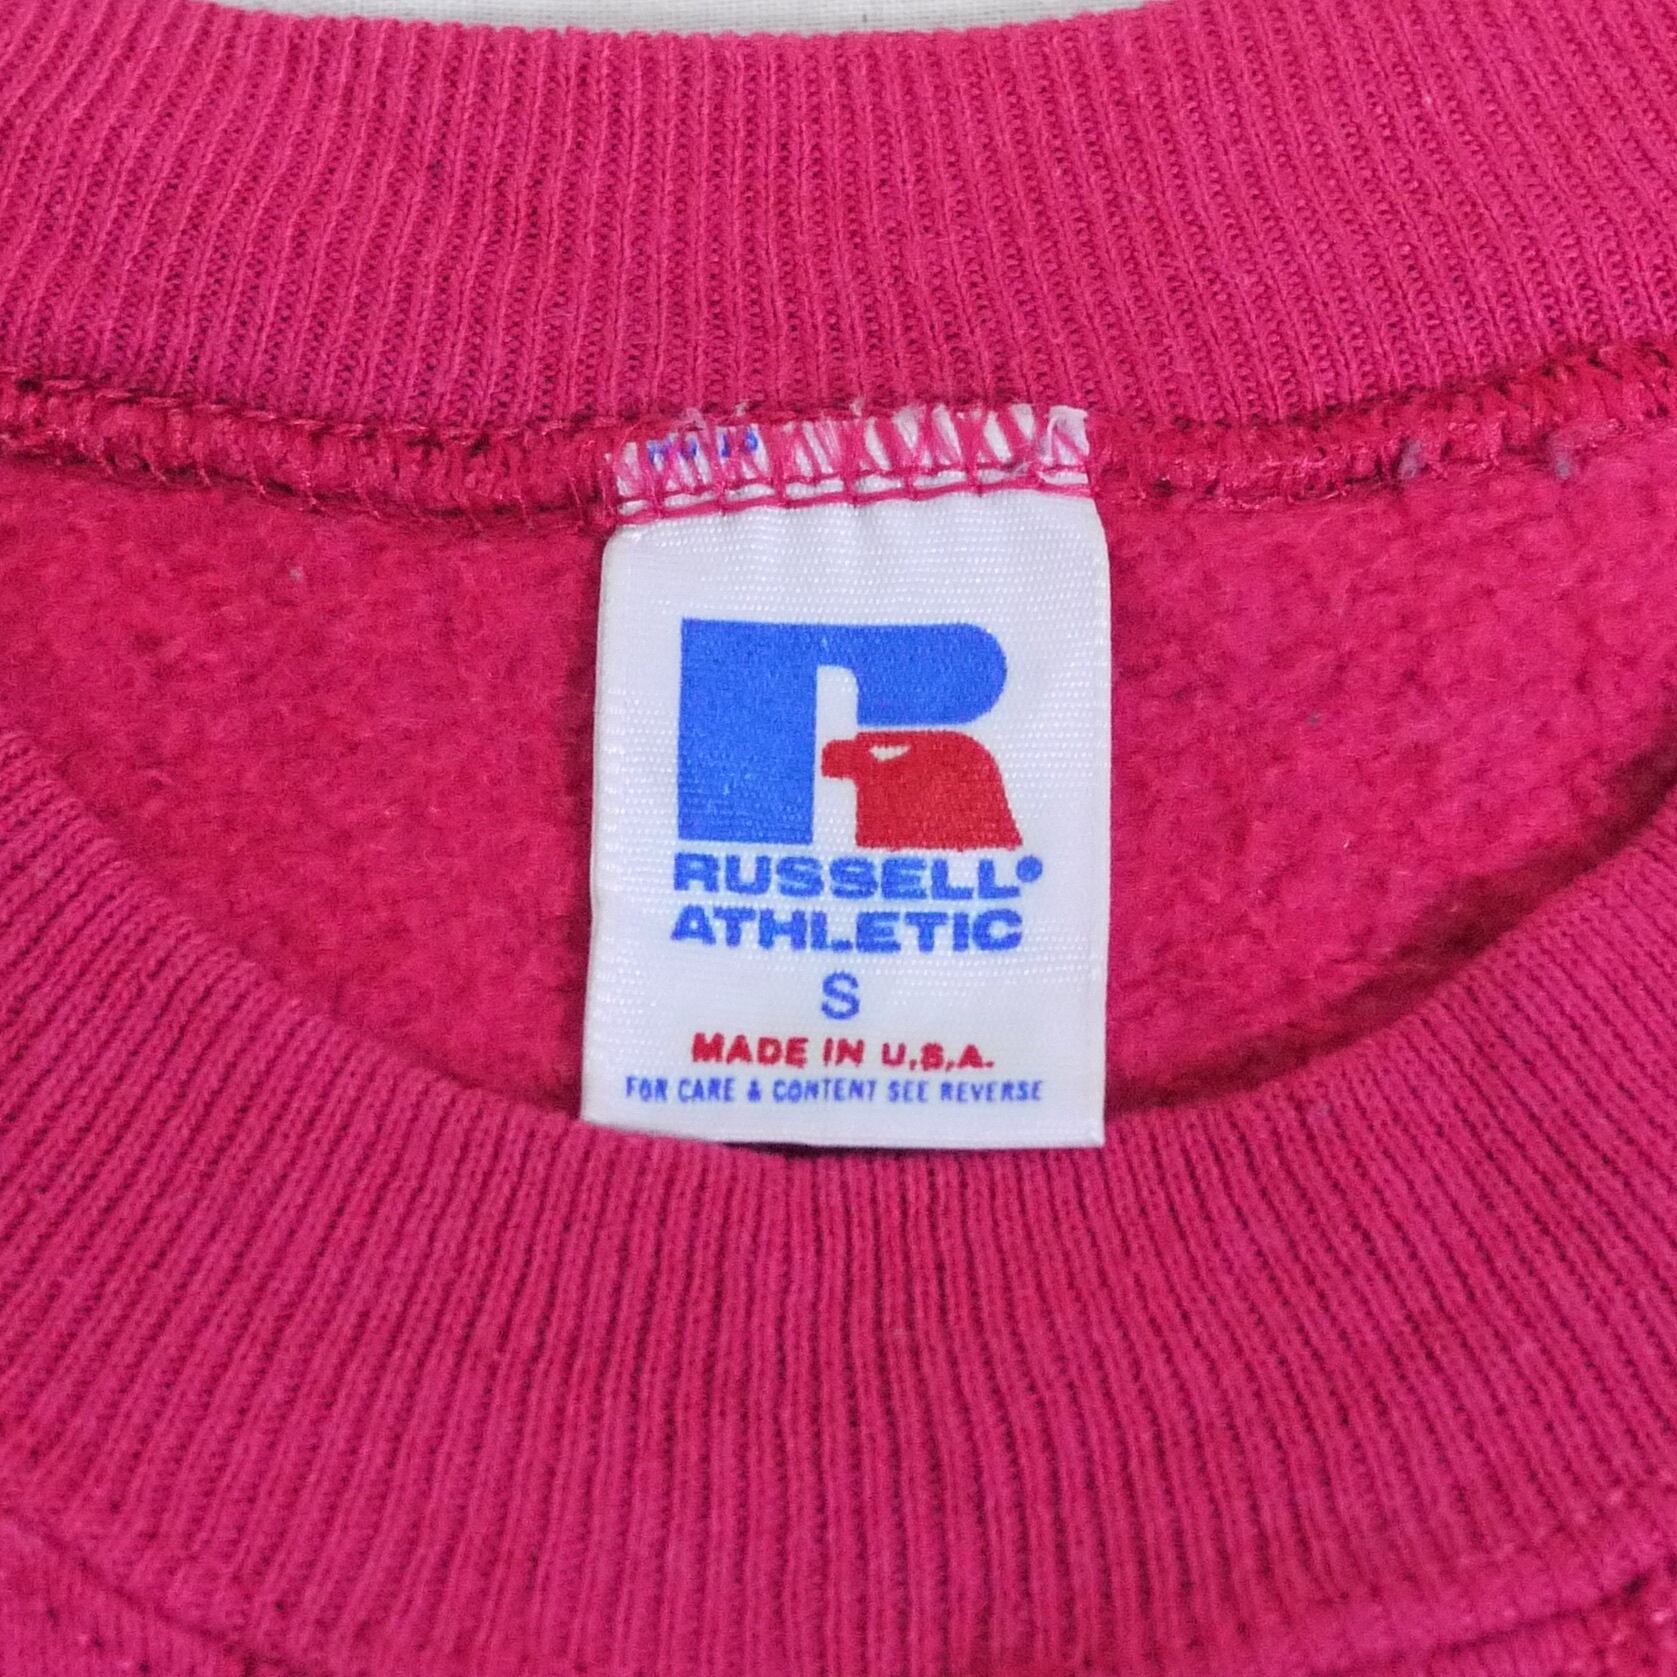 RUSSELL®
ATHLETIC
S
MADE IN U.S.A.
FOR CARE & CONTENT SEE REVERSE